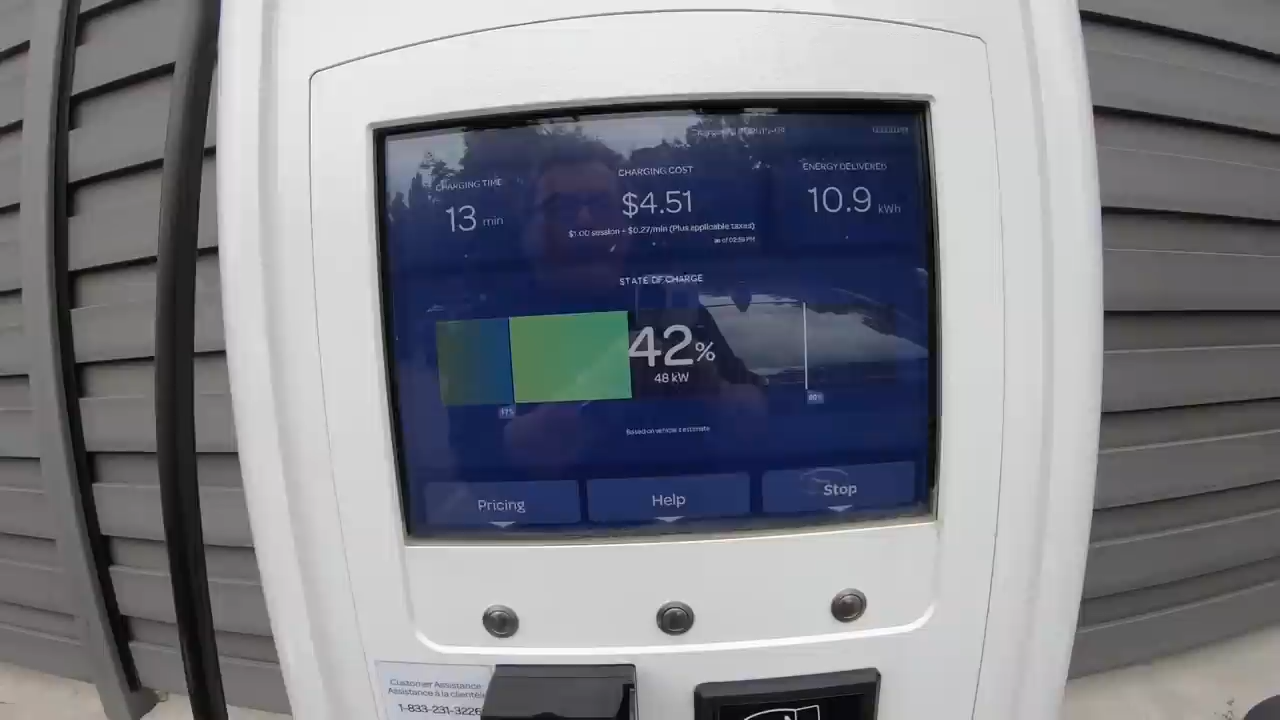 CHARGING TIME
13 min
CHARGING COST
$4.51
$1.00 session + $0.27/min (Plus applicable taxes)
ENERGY DELIVERED
10.9 kWh
STATE OF CHARGE
42%
48 kW
80%
Based on vehicle's estimate
Pricing
Help
Stop
Customer Assistance
Assistance à la clientèle
1-833-231-3226